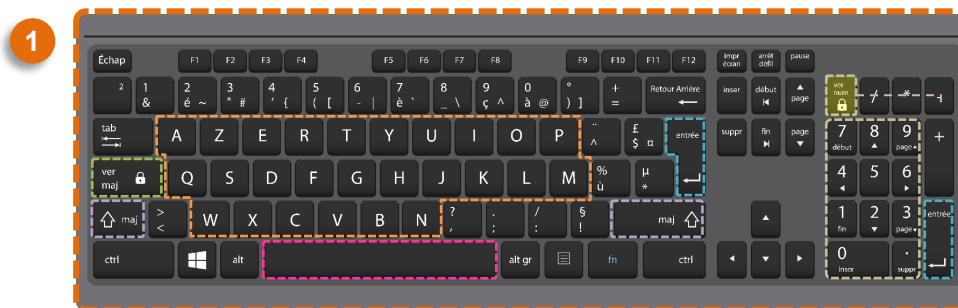 1
Échap F1 F2 F3 F4 F5 F6 F7 F8 F9 F10 F11 F12 impr écran arrêt défil pause
² 1 & 2 é ~ 3 " # 4 ' { 5 ( [ 6 - | 7 è ` 8 _ \ 9 ç ^ 0 à @ ° ) ] + = Retour Arrière inser début page ver num / *
tab A Z E R T Y U I O P ¨ ^ £ $ ¤ entrée suppr fin page 7 début 8 9 page +
ver maj Q S D F G H J K L M % ù µ * 4 5 6
maj > < W X C V B N ? , . ; / : § ! maj 1 fin 2 3 page entrée
ctrl alt alt gr fn ctrl 0 inser . suppr